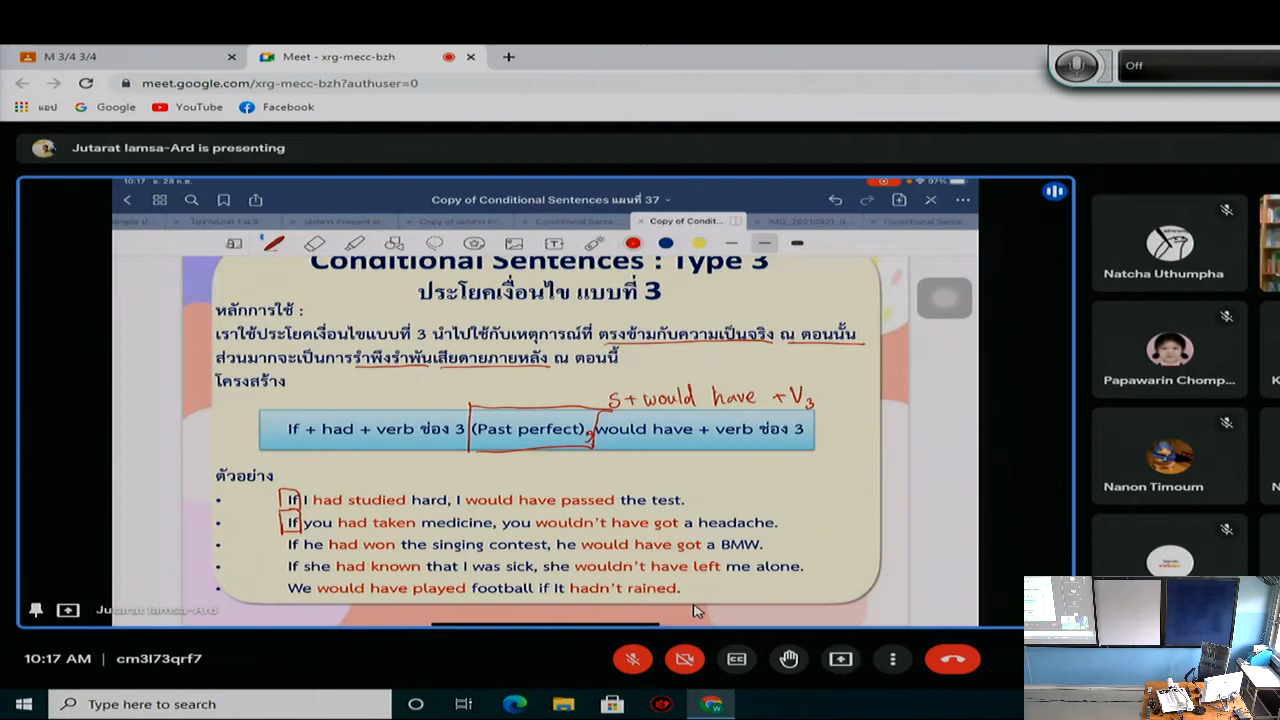 M 3/4 3/4
Meet - xrg-mecc-bzh
Off
meet.google.com/xrg-mecc-bzh?authuser=0
แอป
Google
YouTube
Facebook
Jutarat Iamsa-Ard is presenting
10:17 อ. 28 ก.ย.
97%
Copy of Conditional Sentences แผนที่ 37
Copy of Condit...
Conditional Sentences : Type 3
ประโยคเงื่อนไข แบบที่ 3
หลักการใช้ :
เราใช้ประโยคเงื่อนไขแบบที่ 3 นำไปใช้กับเหตุการณ์ที่ ตรงข้ามกับความเป็นจริง ณ ตอนนั้น
ส่วนมากจะเป็นการรำพึงรำพันเสียดายภายหลัง ณ ตอนนี้
โครงสร้าง
S + would have + V3
If + had + verb ช่อง 3 (Past perfect), would have + verb ช่อง 3
ตัวอย่าง
• If I had studied hard, I would have passed the test.
• If you had taken medicine, you wouldn't have got a headache.
• If he had won the singing contest, he would have got a BMW.
• If she had known that I was sick, she wouldn't have left me alone.
• We would have played football if It hadn't rained.
Jutarat Iamsa-Ard
Natcha Uthumpha
Papawarin Chomp...
Nanon Timoum
10:17 AM | cm3l73qrf7
Type here to search